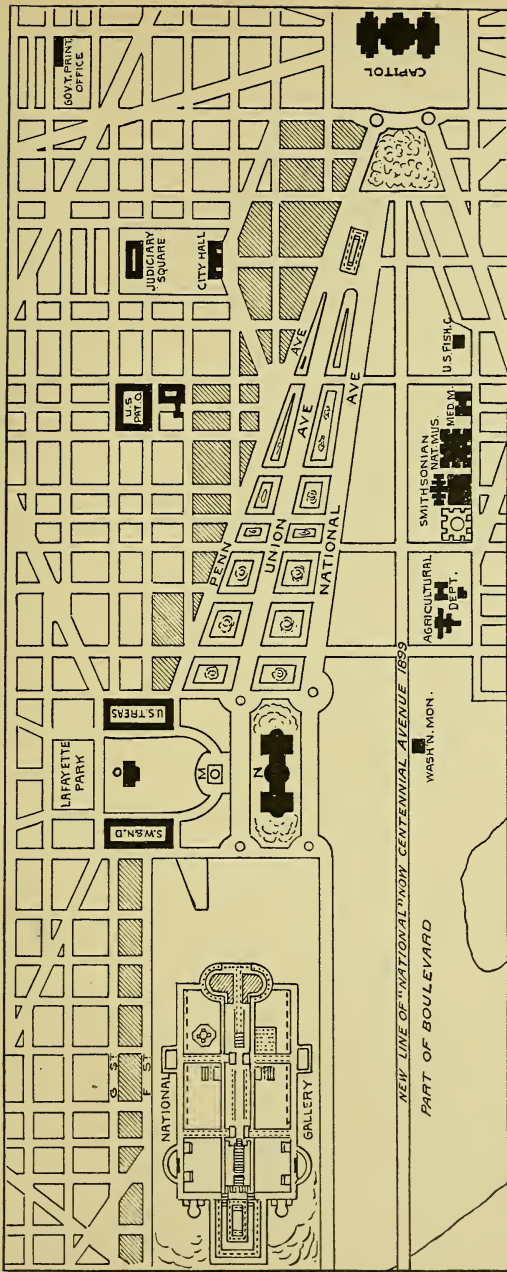 GOV'T. PRINT.
OFFICE
CAPITOL
JUDICIARY
SQUARE
CITY HALL
U.S.
PAT. O.
AVE
AVE
AVE
U.S. FISH. C.
MED. M.
SMITHSONIAN
NAT. MUS.
PENN
UNION
NATIONAL
AGRICULTURAL
DEPT.
U.S. TREAS
LAFAYETTE
PARK
O
M
N
S.W.&N.D
WASH'N. MON.
NEW LINE OF "NATIONAL" NOW CENTENNIAL AVENUE 1899
PART OF BOULEVARD
G ST
F ST
NATIONAL
GALLERY